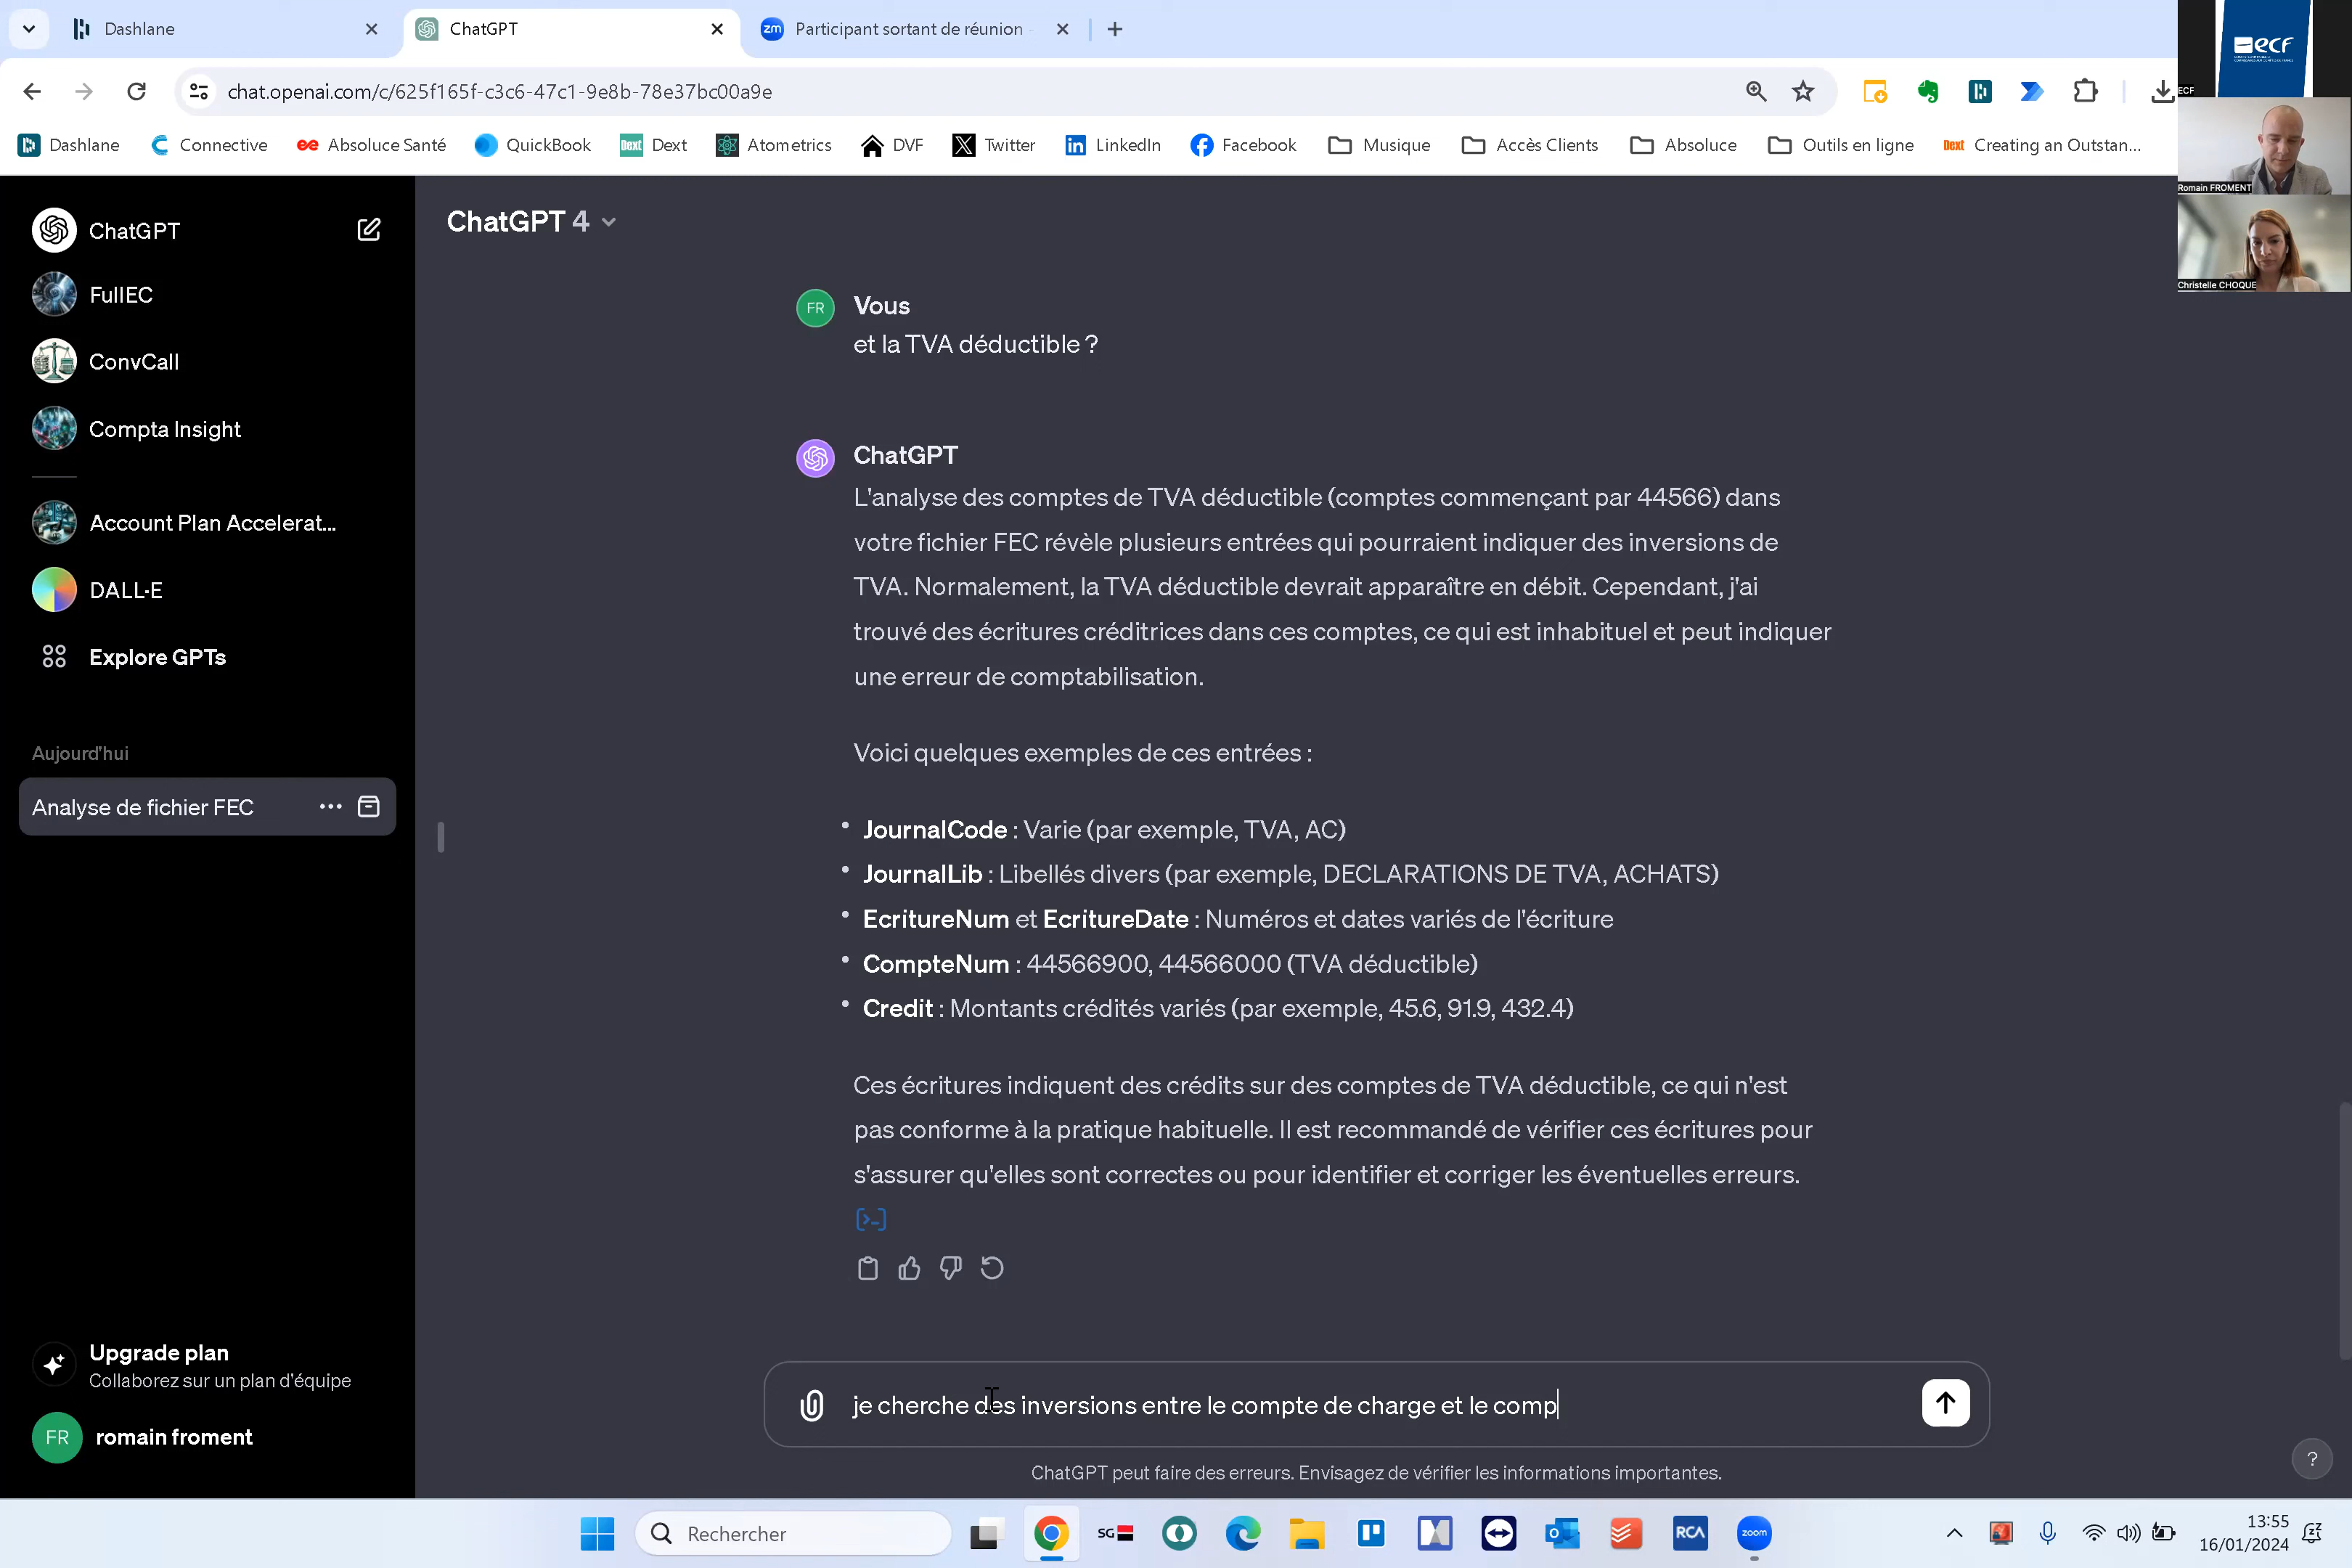 Dashlane
ChatGPT
zm
Participant sortant de réunion
chat.openai.com/c/625f165f-c3c6-47c1-9e8b-78e37bc00a9e
Dashlane
Connective
Absoluce Santé
QuickBook
Dext
Dext
Atometrics
DVF
Twitter
LinkedIn
Facebook
Musique
Accès Clients
Absoluce
Outils en ligne
Dext
Creating an Outstan...
ecf
ECF
Romain FROMENT
Christelle CHOQUE
ChatGPT
FullEC
ConvCall
Compta Insight
Account Plan Accelerat...
DALL·E
Explore GPTs
Aujourd'hui
Analyse de fichier FEC
Upgrade plan
Collaborez sur un plan d'équipe
FR
romain froment
ChatGPT 4
FR
Vous
et la TVA déductible ?
ChatGPT
L'analyse des comptes de TVA déductible (comptes commençant par 44566) dans
votre fichier FEC révèle plusieurs entrées qui pourraient indiquer des inversions de
TVA. Normalement, la TVA déductible devrait apparaître en débit. Cependant, j'ai
trouvé des écritures créditrices dans ces comptes, ce qui est inhabituel et peut indiquer
une erreur de comptabilisation.
Voici quelques exemples de ces entrées :
• JournalCode : Varie (par exemple, TVA, AC)
• JournalLib : Libellés divers (par exemple, DECLARATIONS DE TVA, ACHATS)
• EcritureNum et EcritureDate : Numéros et dates variés de l'écriture
• CompteNum : 44566900, 44566000 (TVA déductible)
• Credit : Montants crédités variés (par exemple, 45.6, 91.9, 432.4)
Ces écritures indiquent des crédits sur des comptes de TVA déductible, ce qui n'est
pas conforme à la pratique habituelle. Il est recommandé de vérifier ces écritures pour
s'assurer qu'elles sont correctes ou pour identifier et corriger les éventuelles erreurs.
[>-]
je cherche des inversions entre le compte de charge et le comp
ChatGPT peut faire des erreurs. Envisagez de vérifier les informations importantes.
?
Rechercher
SG
RCA
zoom
13:55
16/01/2024